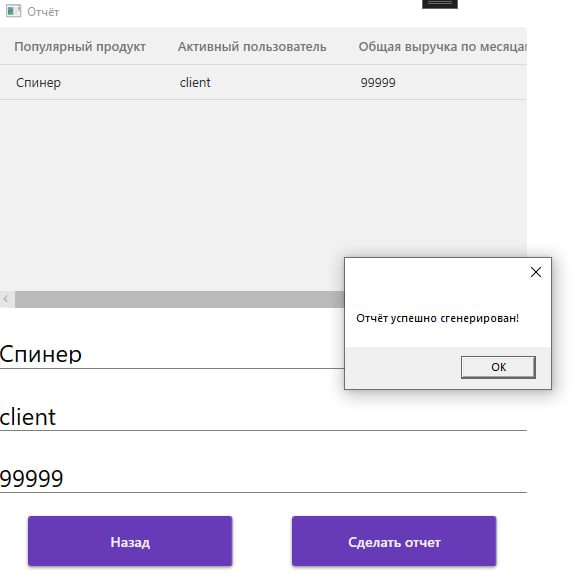 Отчёт
Популярный продукт Активный пользователь Общая выручка по месяца
Спинер client 99999
Отчёт успешно сгенерирован!
OK
Спинер
client
99999
Назад Сделать отчет